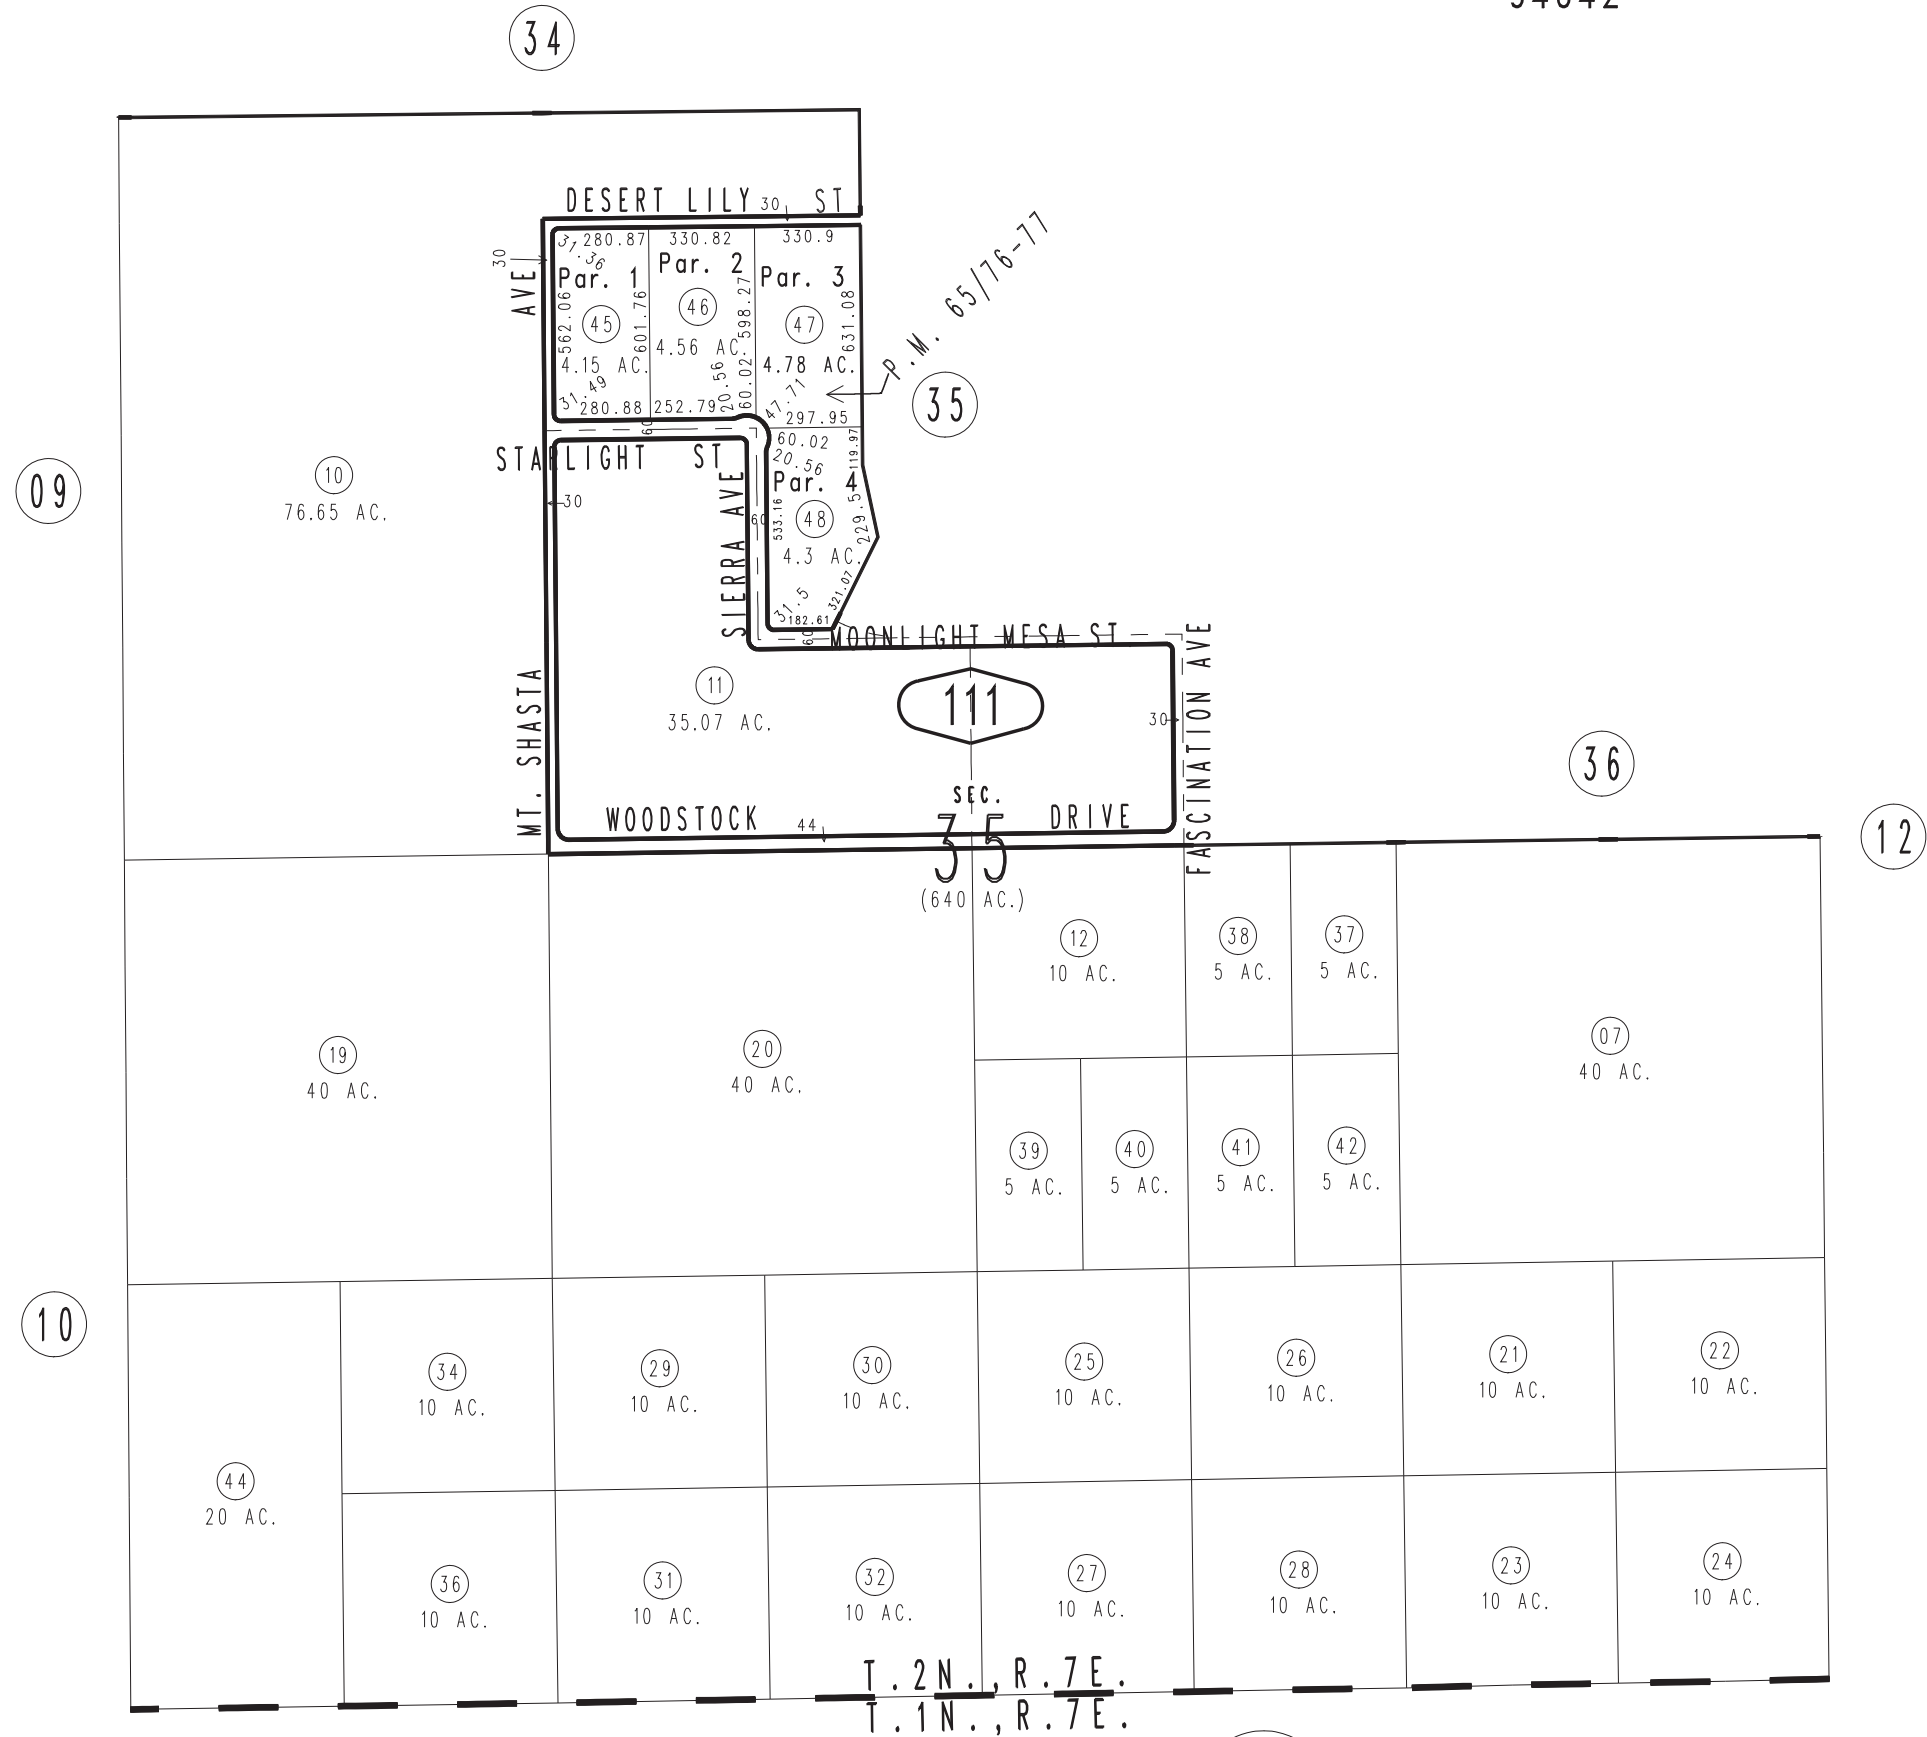 34
DESERT LILY ST
30
30
31.36
280.87
330.82
330.9
Par. 1
Par. 2
Par. 3
AVE
562.06
601.76
598.27
631.08
45
46
47
4.15 AC.
4.56 AC.
4.78 AC.
31.49
280.88
252.79
20.56
60.02
47.71
297.95
P.M. 65/76-77
35
60
STARLIGHT ST
60.02
20.56
119.97
Par. 4
48
4.3 AC.
533.16
229.5
321.07
31.5
182.61
09
10
76.65 AC.
30
SIERRA AVE
60
60
MOONLIGHT MESA ST
FASCINATION AVE
MT. SHASTA
11
35.07 AC.
111
30
36
SEC.
35
(640 AC.)
WOODSTOCK DRIVE
44
12
12
10 AC.
38
5 AC.
37
5 AC.
19
40 AC.
20
40 AC.
07
40 AC.
39
5 AC.
40
5 AC.
41
5 AC.
42
5 AC.
10
34
10 AC.
29
10 AC.
30
10 AC.
25
10 AC.
26
10 AC.
21
10 AC.
22
10 AC.
44
20 AC.
36
10 AC.
31
10 AC.
32
10 AC.
27
10 AC.
28
10 AC.
23
10 AC.
24
10 AC.
T.2N.,R.7E.
T.1N.,R.7E.